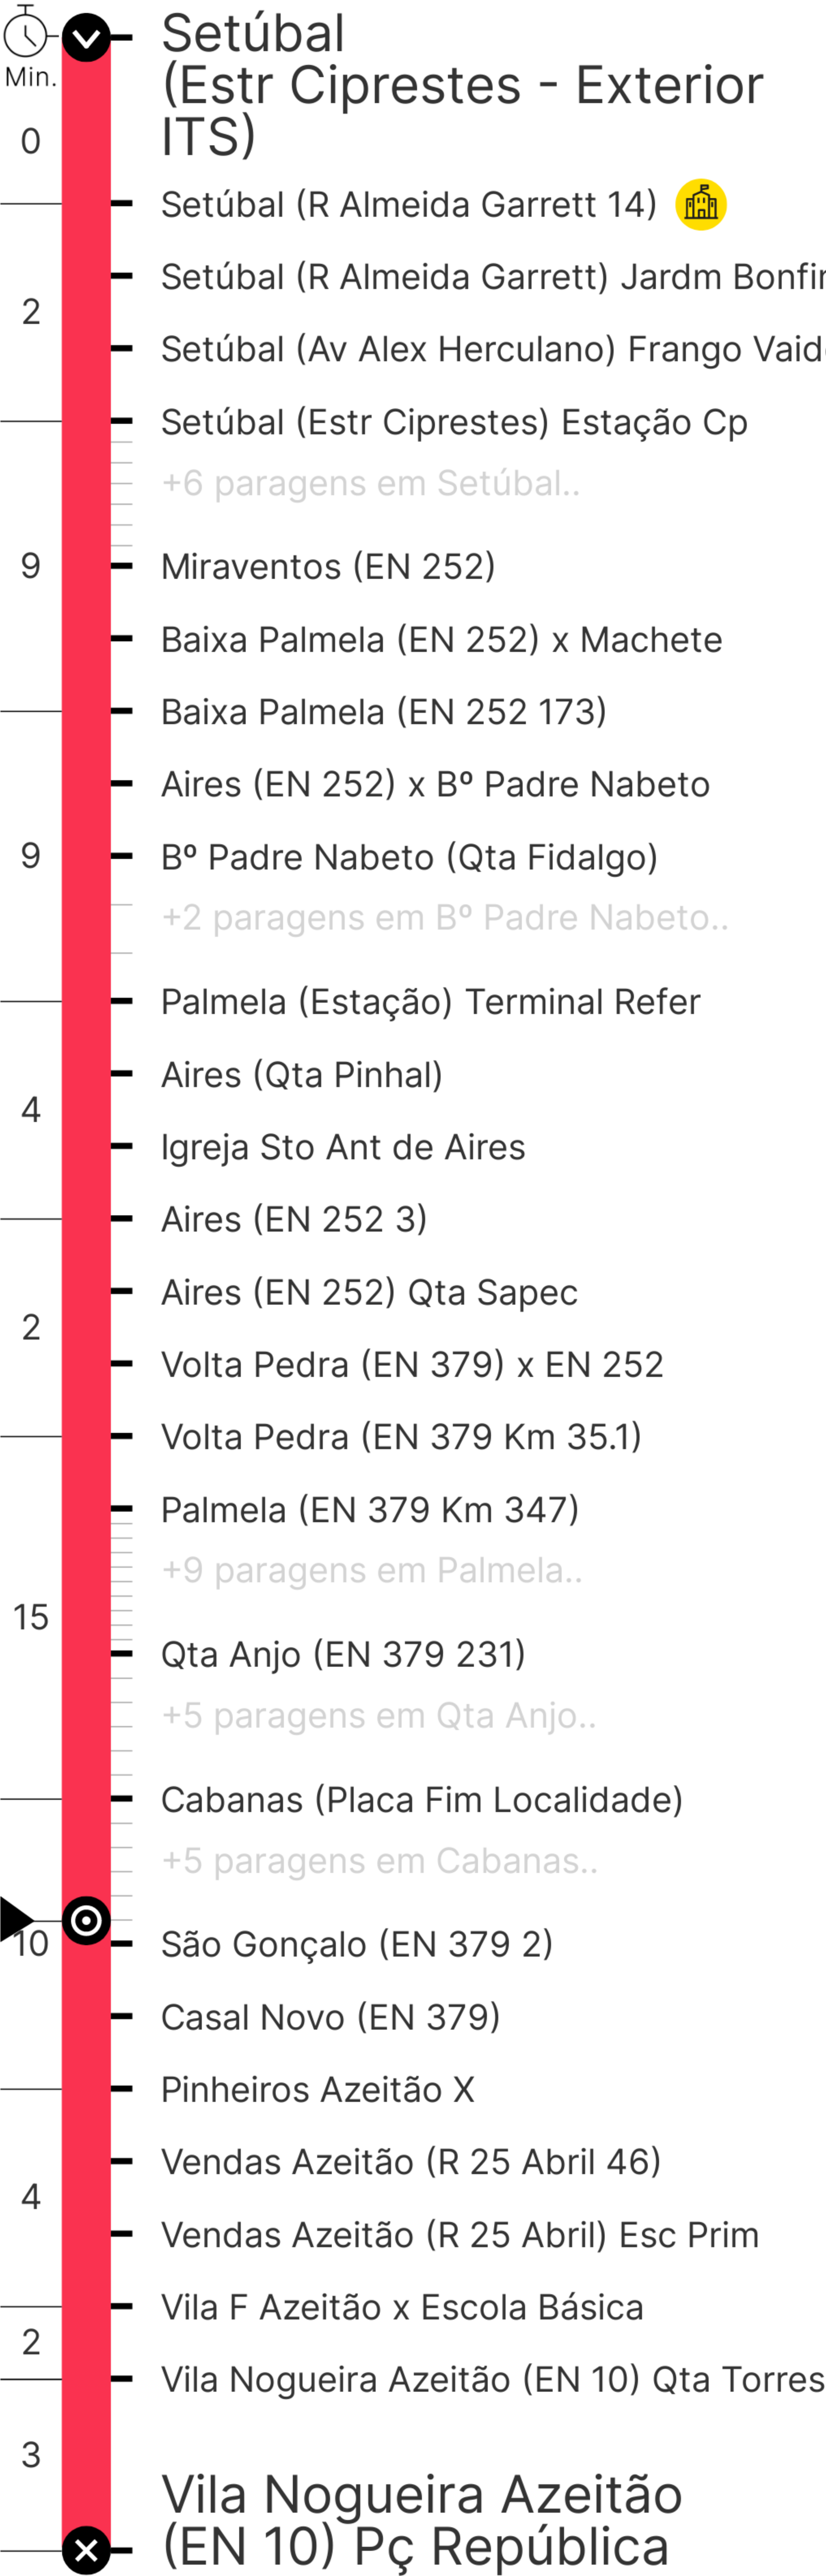 Min.
Setúbal
(Estr Ciprestes - Exterior
ITS)
0
Setúbal (R Almeida Garrett 14)
Setúbal (R Almeida Garrett) Jardm
2
Setúbal (Av Alex Herculano) Frango
Setúbal (Estr Ciprestes) Estação Cp
+6 paragens em Setúbal..
9
Miraventos (EN 252)
Baixa Palmela (EN 252) x Machete
Baixa Palmela (EN 252 173)
Aires (EN 252) x Bº Padre Nabeto
9
Bº Padre Nabeto (Qta Fidalgo)
+2 paragens em Bº Padre Nabeto..
Palmela (Estação) Terminal Refer
Aires (Qta Pinhal)
4
Igreja Sto Ant de Aires
Aires (EN 252 3)
Aires (EN 252) Qta Sapec
2
Volta Pedra (EN 379) x EN 252
Volta Pedra (EN 379 Km 35.1)
Palmela (EN 379 Km 347)
+9 paragens em Palmela..
15
Qta Anjo (EN 379 231)
+5 paragens em Qta Anjo..
Cabanas (Placa Fim Localidade)
+5 paragens em Cabanas..
10
São Gonçalo (EN 379 2)
Casal Novo (EN 379)
Pinheiros Azeitão X
Vendas Azeitão (R 25 Abril 46)
4
Vendas Azeitão (R 25 Abril) Esc Prim
Vila F Azeitão x Escola Básica
2
Vila Nogueira Azeitão (EN 10) Qta Torres
3
Vila Nogueira Azeitão
(EN 10) Pç República